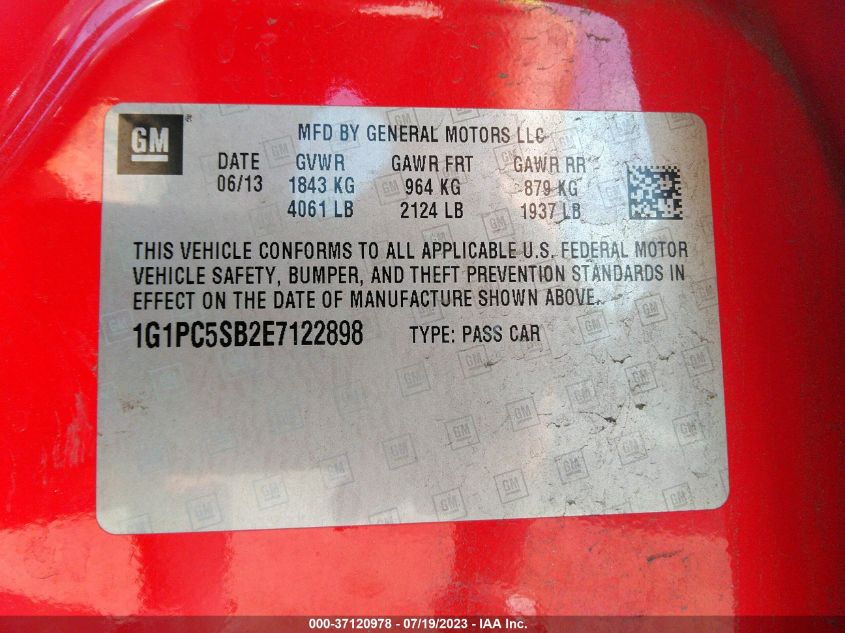 GM ®
MFD BY GENERAL MOTORS LLC
DATE GVWR GAWR FRT GAWR RR
06/13 1843 KG 964 KG 879 KG
4061 LB 2124 LB 1937 LB
THIS VEHICLE CONFORMS TO ALL APPLICABLE U.S. FEDERAL MOTOR
VEHICLE SAFETY, BUMPER, AND THEFT PREVENTION STANDARDS IN
EFFECT ON THE DATE OF MANUFACTURE SHOWN ABOVE.
1G1PC5SB2E7122898 TYPE: PASS CAR
000-37120978 - 07/19/2023 - IAA Inc.